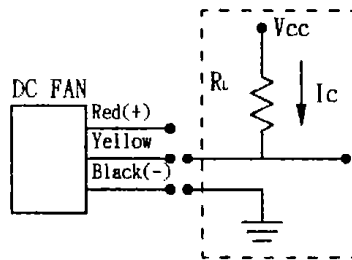 Vcc
DC FAN
RL
Ic
Red(+)
Yellow
Black(-)